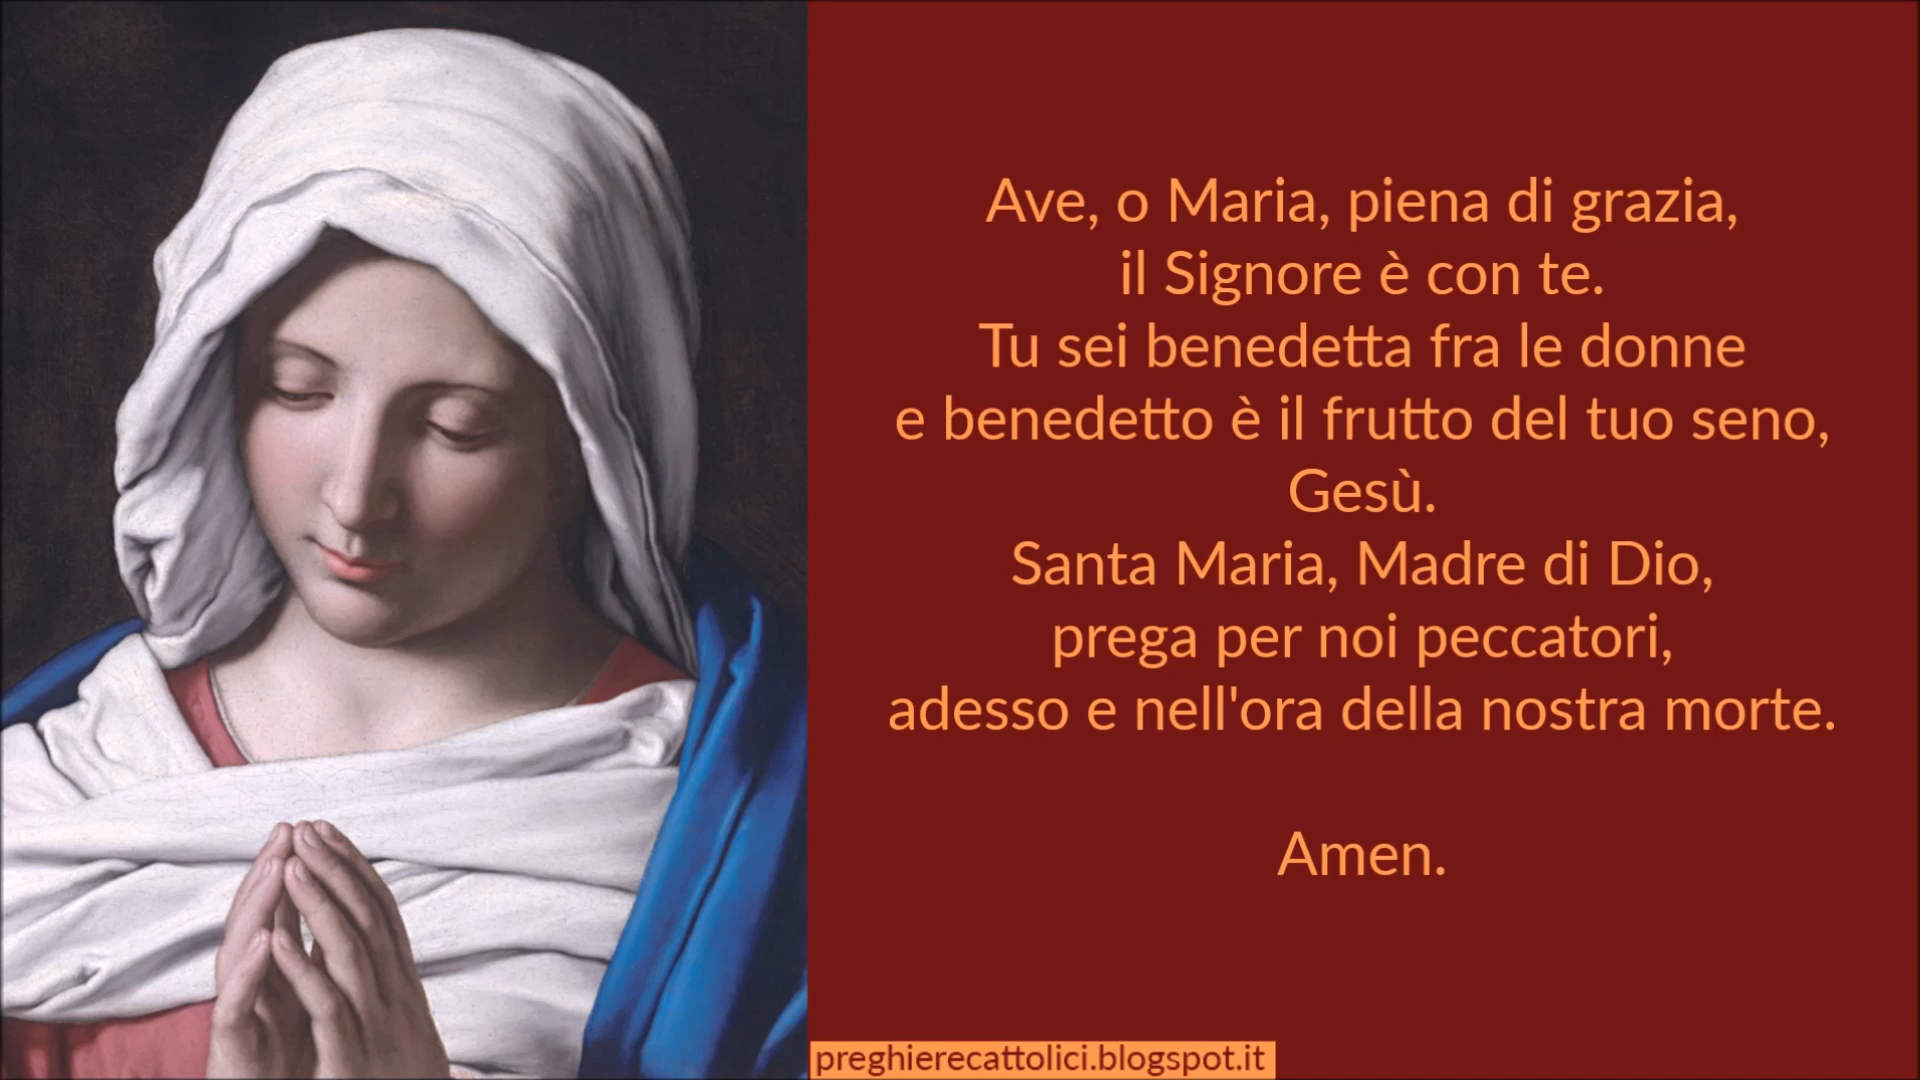 Ave, o Maria, piena di grazia,
il Signore è con te.
Tu sei benedetta fra le donne
e benedetto è il frutto del tuo seno,
Gesù.
Santa Maria, Madre di Dio,
prega per noi peccatori,
adesso e nell'ora della nostra morte.
Amen.
preghierecattolici.blogspot.it